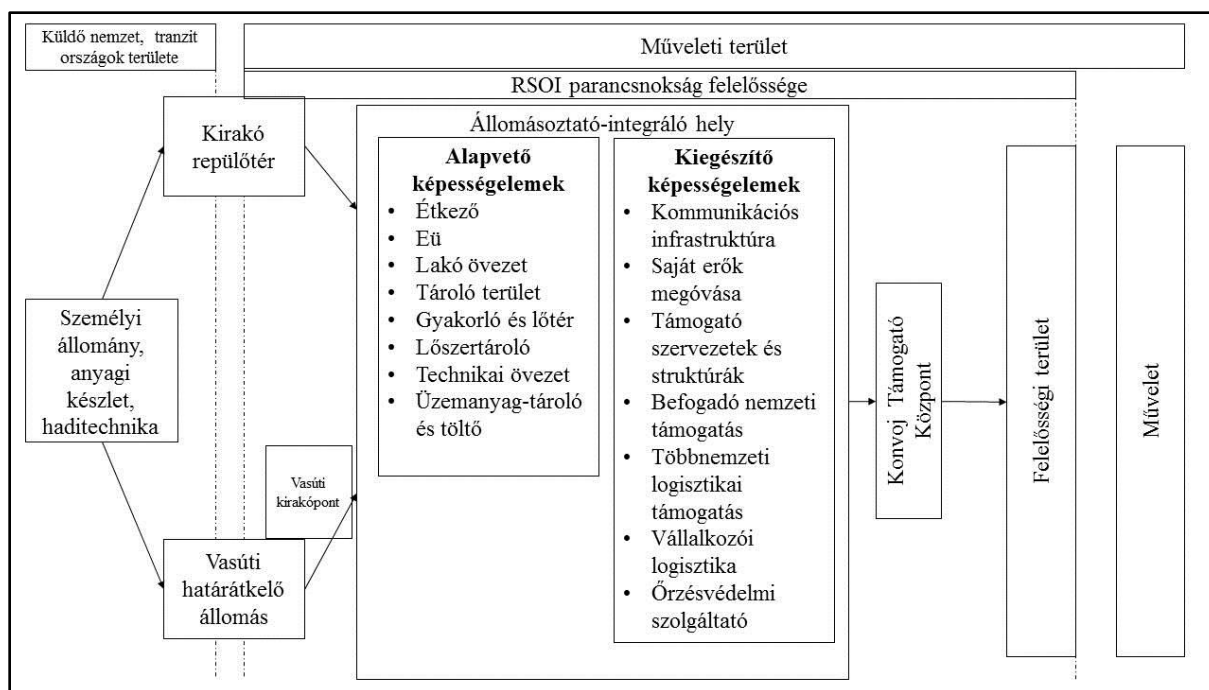 Küldő nemzet, tranzit
országok területe
Műveleti terület
RSOI parancsnokság felelőssége
Kirakó
repülőtér
Személyi
állomány,
anyagi
készlet,
haditechnika
Vasúti
kirakópont
Vasúti
határátkelő
állomás
Állomásoztató-integráló hely
Alapvető
képességelemek
• Étkező
• Eü
• Lakó övezet
• Tároló terület
• Gyakorló és lőtér
• Lőszertároló
• Technikai övezet
• Üzemanyag-tároló
és töltő
Kiegészítő
képességelemek
• Kommunikációs
infrastruktúra
• Saját erők
megóvása
• Támogató
szervezetek és
struktúrák
• Befogadó nemzeti
támogatás
• Többnemzeti
logisztikai
támogatás
• Vállalkozói
logisztika
• Őrzésvédelmi
szolgáltató
Konvoj Támogató
Központ
Felelősségi terület
Művelet